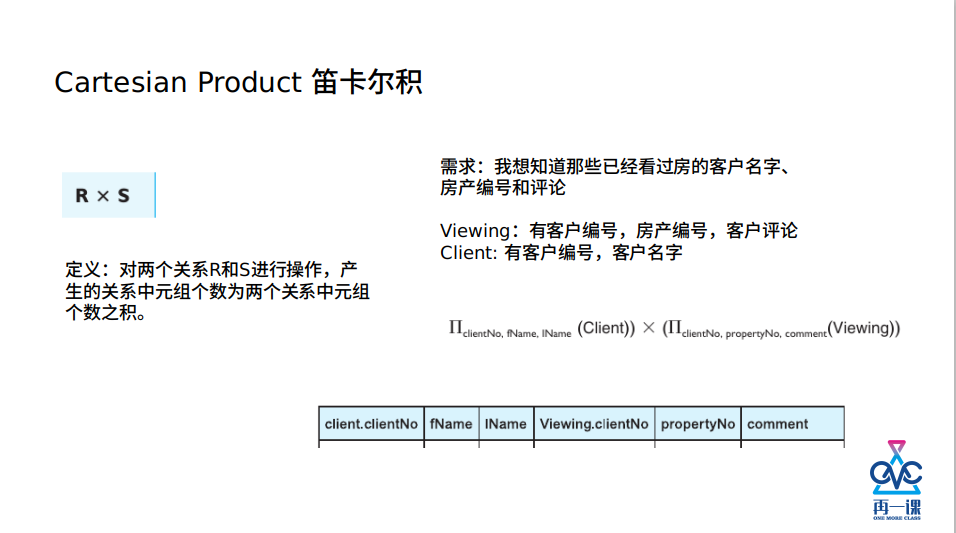 Cartesian Product 笛卡尔积
R × S
定义：对两个关系R和S进行操作，产
生的关系中元组个数为两个关系中元组
个数之积。
需求：我想知道那些已经看过房的客户名字、
房产编号和评论
Viewing：有客户编号，房产编号，客户评论
Client: 有客户编号，客户名字
Π clientNo, fName, lName (Client)) × (Π clientNo, propertyNo, comment(Viewing))
client.clientNo fName lName Viewing.clientNo propertyNo comment
OVC
再一课
ONE MORE CLASS